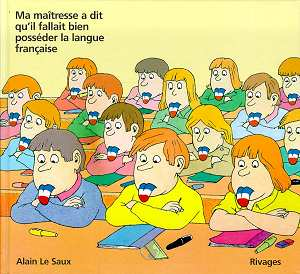 Ma maîtresse a dit
qu'il fallait bien
posséder la langue
française
Alain Le Saux
Rivages